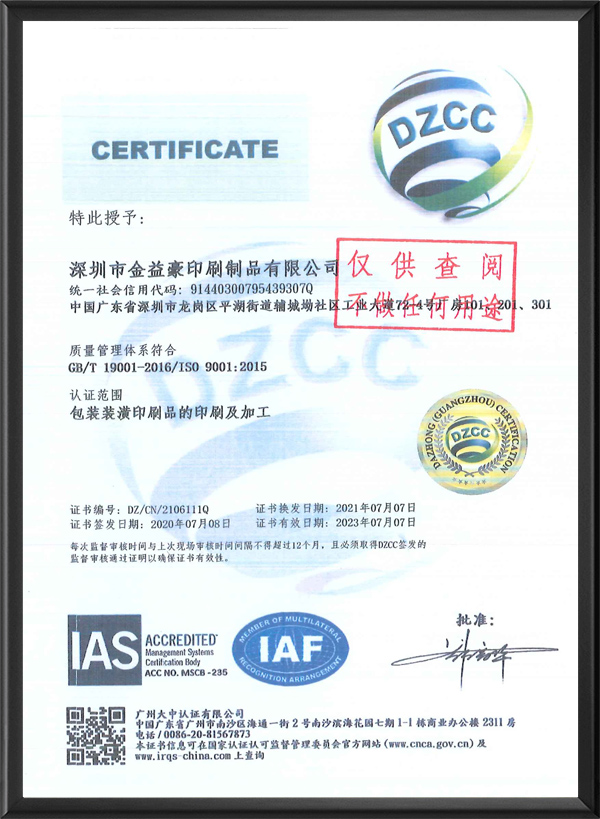 DZCC
CERTIFICATE
特此授予:
深圳市金益豪印刷制品有限公司
统一社会信用代码: 91440300795439307Q
中国广东省深圳市龙岗区平湖街道辅城坳社区工业大道72-4号厂房101、201、301
仅供查阅
不做任何用途
质量管理体系符合
GB/T 19001-2016/ISO 9001:2015
认证范围
包装装潢印刷品的印刷及加工
DZCC
DAZHONG (GUANGZHOU) CERTIFICATION
DZCC
证书编号: DZ/CN/2106111Q 证书换发日期: 2021年07月07日
证书签发日期: 2020年07月08日 证书有效日期: 2023年07月07日
每次监督审核时间与上次现场审核时间间隔不得超过12个月，且必须取得DZCC签发的
监督审核通过证明以确保证书有效性。
批准:
IAS ACCREDITED
Management Systems
Certification Body
ACC NO. MSCB -235
MEMBER OF MULTILATERAL
IAF
RECOGNITION ARRANGEMENT
广州大中认证有限公司
中国广东省广州市南沙区海通一街2号南沙滨海花园七期1-1栋商业办公楼2311房
电话/0086-20-81567873
本证书信息可在国家认证认可监督管理委员会官方网站(www.cnca.gov.cn)及
www.irqs-china.com上查询